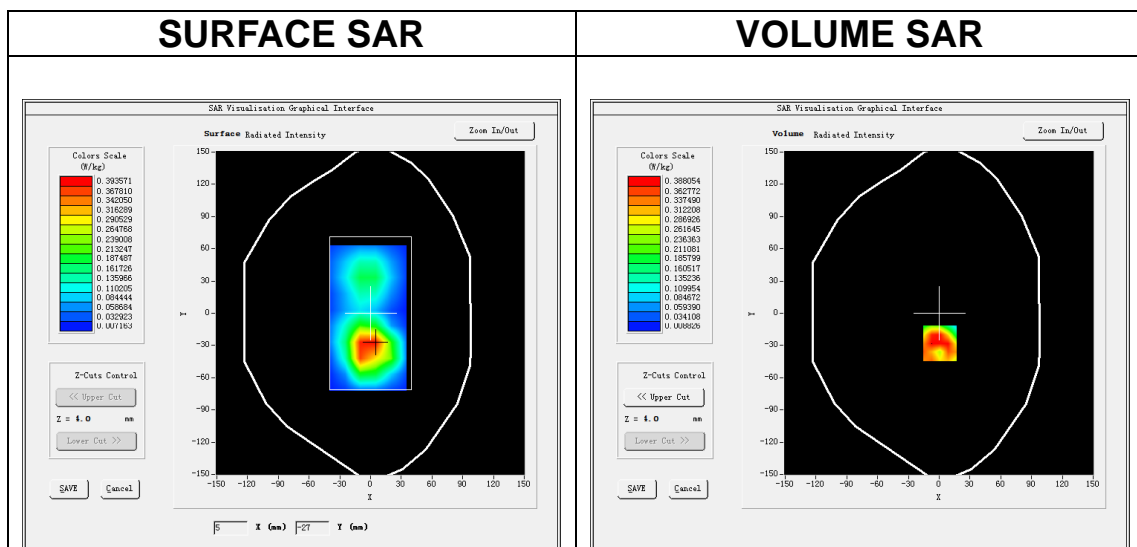 SURFACE SAR
VOLUME SAR
SAR Visualisation Graphical Interface
Surface Radiated Intensity
Zoom In/Out
Colors Scale
(W/kg)
0.393571
0.367810
0.342050
0.316289
0.290529
0.264768
0.239008
0.213247
0.187487
0.161726
0.135966
0.110205
0.084444
0.058684
0.032923
0.007163
Z-Cuts Control
<< Upper Cut
Z = 4.0 mm
Lower Cut >>
SAVE Cancel
150
120
90
60
30
0
-30
-60
-90
-120
-150
Y
-150 -120 -90 -60 -30 0 30 60 90 120 150
X
5 X (mm) -27 Y (mm)
SAR Visualisation Graphical Interface
Volume Radiated Intensity
Zoom In/Out
Colors Scale
(W/kg)
0.388054
0.362772
0.337490
0.312208
0.286926
0.261645
0.236363
0.211081
0.185799
0.160517
0.135236
0.109954
0.084672
0.059390
0.034108
0.008826
Z-Cuts Control
<< Upper Cut
Z = 4.0 mm
Lower Cut >>
SAVE Cancel
150
120
90
60
30
0
-30
-60
-90
-120
-150
Y
-150 -120 -90 -60 -30 0 30 60 90 120 150
X